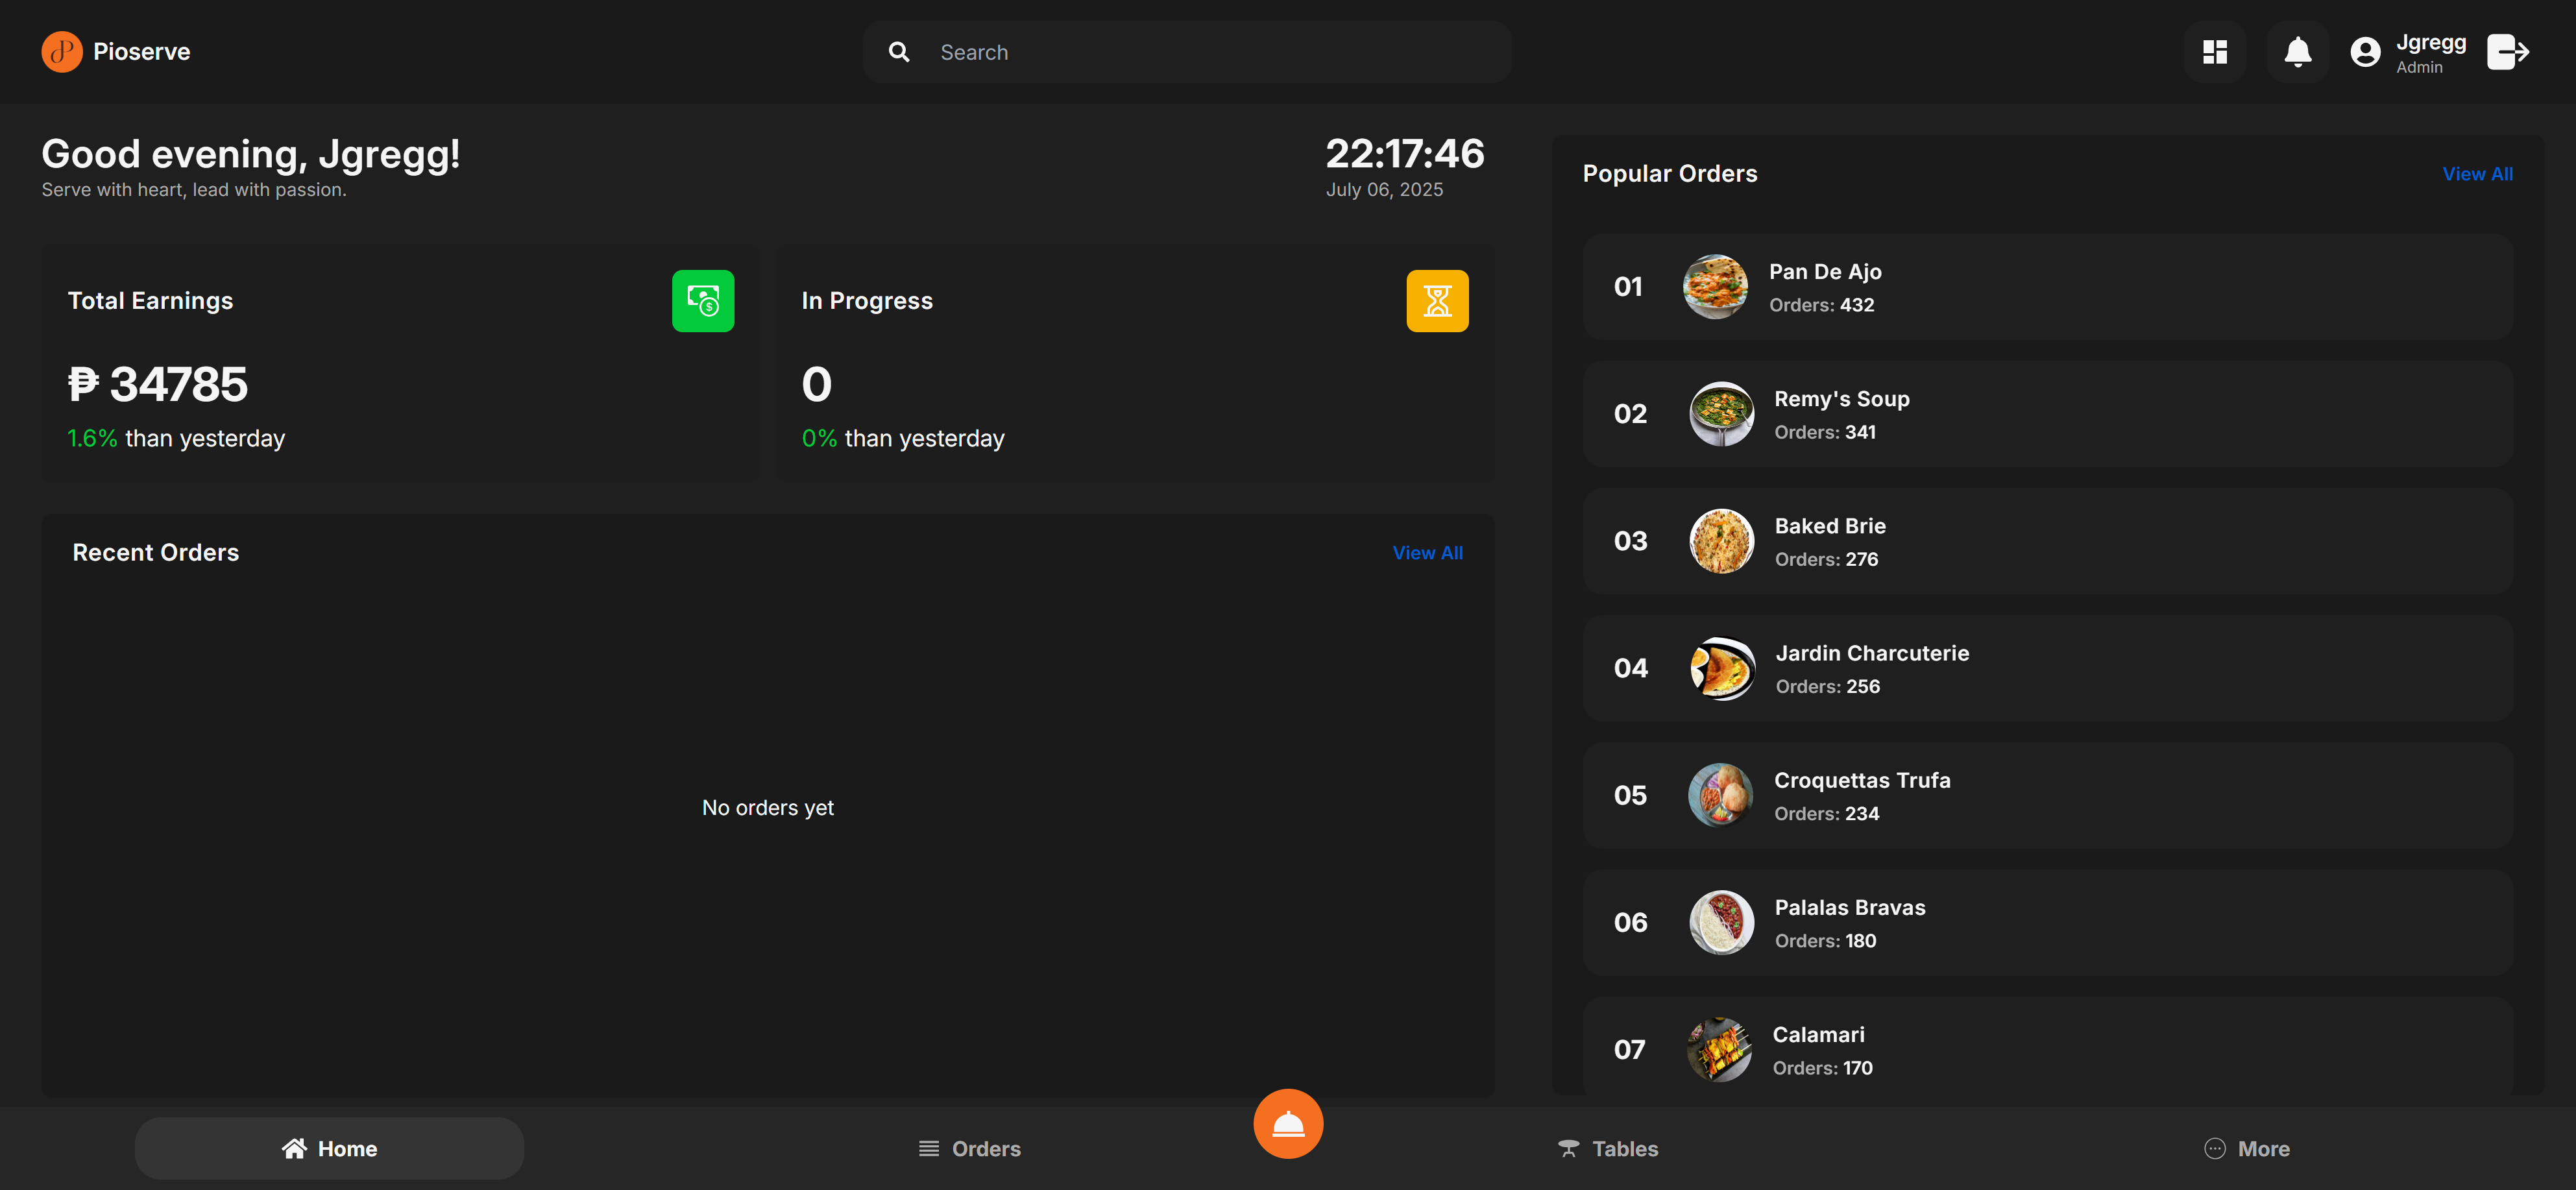 Pioserve
Search
Jgregg
Admin
Good evening, Jgregg!
Serve with heart, lead with passion.
22:17:46
July 06, 2025
Total Earnings
₱ 34785
1.6% than yesterday
In Progress
0
0% than yesterday
Recent Orders
View All
No orders yet
Popular Orders
View All
01
Pan De Ajo
Orders: 432
02
Remy's Soup
Orders: 341
03
Baked Brie
Orders: 276
04
Jardin Charcuterie
Orders: 256
05
Croquettas Trufa
Orders: 234
06
Palalas Bravas
Orders: 180
07
Calamari
Orders: 170
Home
Orders
Tables
More